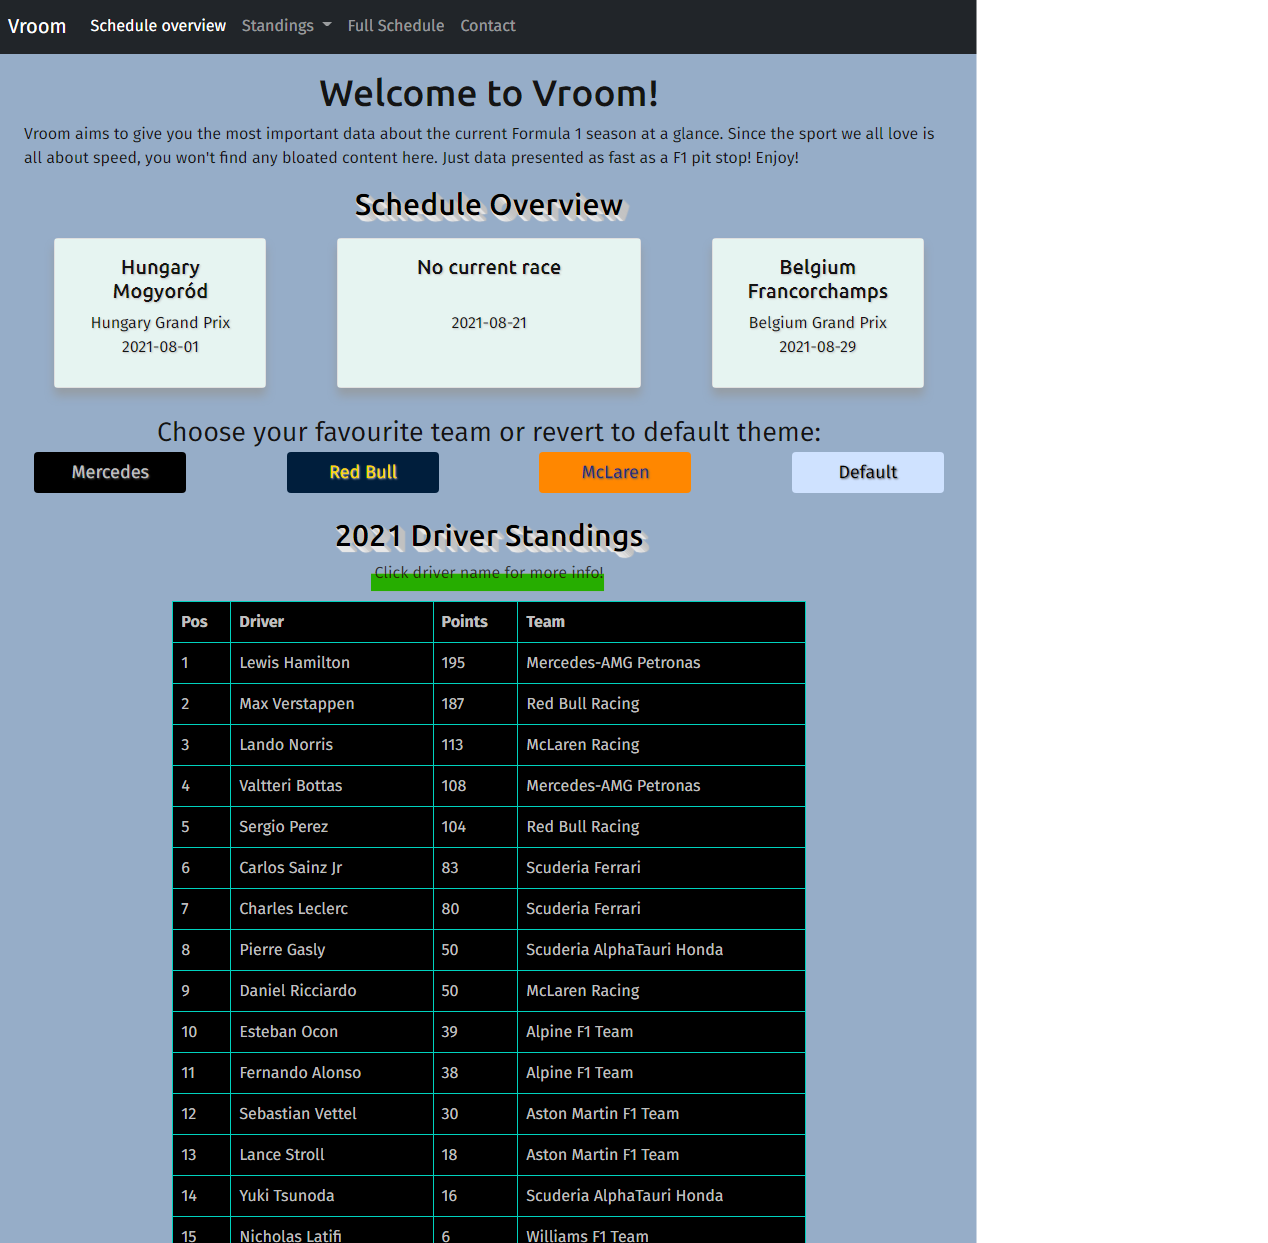 Vroom Schedule overview Standings Full Schedule Contact
Welcome to Vroom!
Vroom aims to give you the most important data about the current Formula 1 season at a glance. Since the sport we all love is
all about speed, you won't find any bloated content here. Just data presented as fast as a F1 pit stop! Enjoy!
Schedule Overview
Hungary
Mogyoród
Hungary Grand Prix
2021-08-01
No current race
2021-08-21
Belgium
Francorchamps
Belgium Grand Prix
2021-08-29
Choose your favourite team or revert to default theme:
Mercedes Red Bull McLaren Default
2021 Driver Standings
Click driver name for more info!
Pos Driver Points Team
1 Lewis Hamilton 195 Mercedes-AMG Petronas
2 Max Verstappen 187 Red Bull Racing
3 Lando Norris 113 McLaren Racing
4 Valtteri Bottas 108 Mercedes-AMG Petronas
5 Sergio Perez 104 Red Bull Racing
6 Carlos Sainz Jr 83 Scuderia Ferrari
7 Charles Leclerc 80 Scuderia Ferrari
8 Pierre Gasly 50 Scuderia AlphaTauri Honda
9 Daniel Ricciardo 50 McLaren Racing
10 Esteban Ocon 39 Alpine F1 Team
11 Fernando Alonso 38 Alpine F1 Team
12 Sebastian Vettel 30 Aston Martin F1 Team
13 Lance Stroll 18 Aston Martin F1 Team
14 Yuki Tsunoda 16 Scuderia AlphaTauri Honda
15 Nicholas Latifi 6 Williams F1 Team